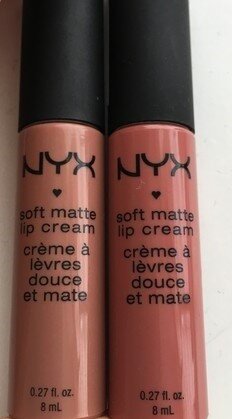 NYX
soft matte
lip cream
crème à
lèvres
douce
et mate
0.27 fl. oz.
8 mL
NYX
soft matte
lip cream
crème à
lèvres
douce
et mate
0.27 fl. oz.
8 mL